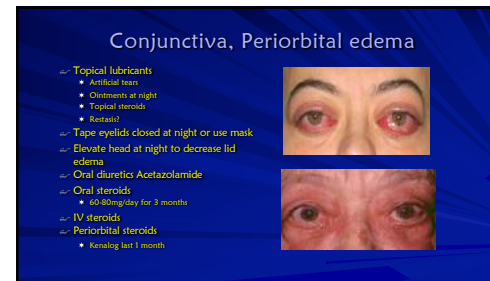 Conjunctiva, Periorbital edema
Topical lubricants
Artificial tears
Ointments at night
Topical steroids
Restasis?
Tape eyelids closed at night or use mask
Elevate head at night to decrease lid
edema
Oral diuretics Acetazolamide
Oral steroids
60-80mg/day for 3 months
IV steroids
Periorbital steroids
Kenalog last 1 month